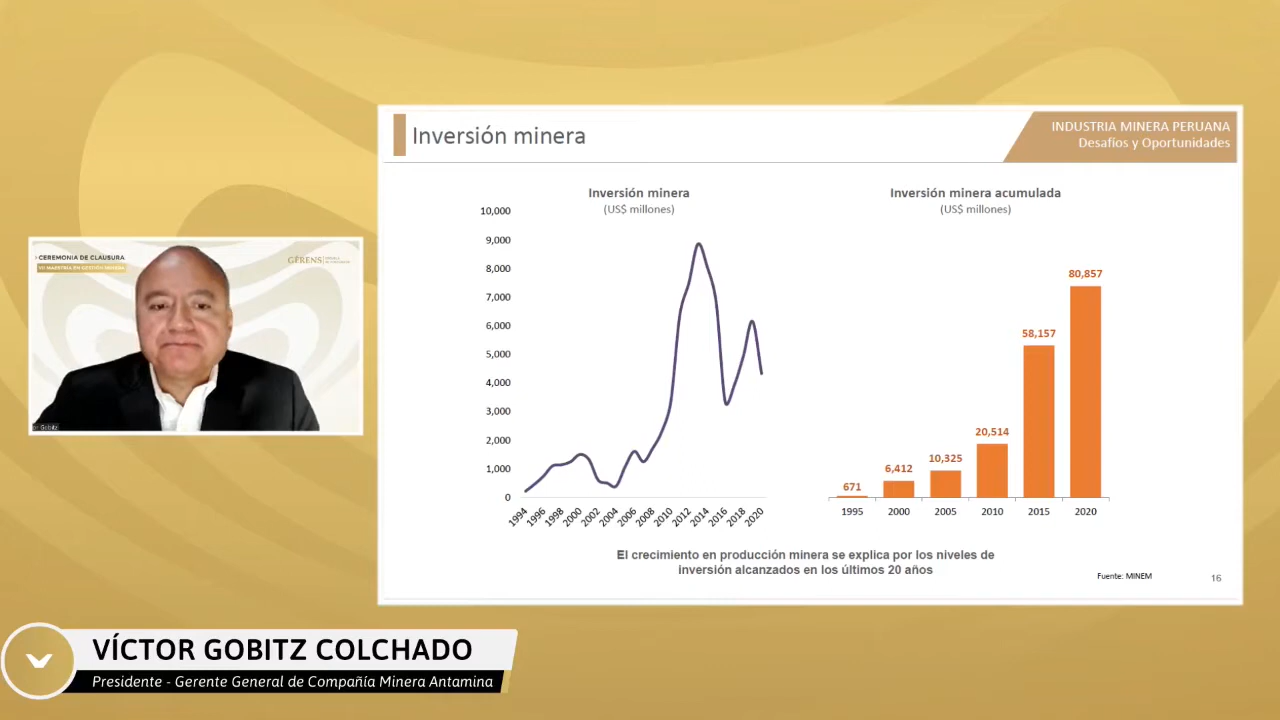 CEREMONIA DE CLAUSURA
GĚRENS
or Gobitz
Inversión minera
INDUSTRIA MINERA PERUANA
Desafíos y Oportunidades
Inversión minera
(US$ millones)
10,000
9,000
8,000
7,000
6,000
5,000
4,000
3,000
2,000
1,000
0
1994
1996
1998
2000
2002
2004
2006
2008
2010
2012
2014
2016
2018
2020
Inversión minera acumulada
(US$ millones)
671
6,412
10,325
20,514
58,157
80,857
1995
2000
2005
2010
2015
2020
El crecimiento en producción minera se explica por los niveles de
inversión alcanzados en los últimos 20 años
Fuente: MINEM
16
VÍCTOR GOBITZ COLCHADO
Presidente - Gerente General de Compañía Minera Antamina